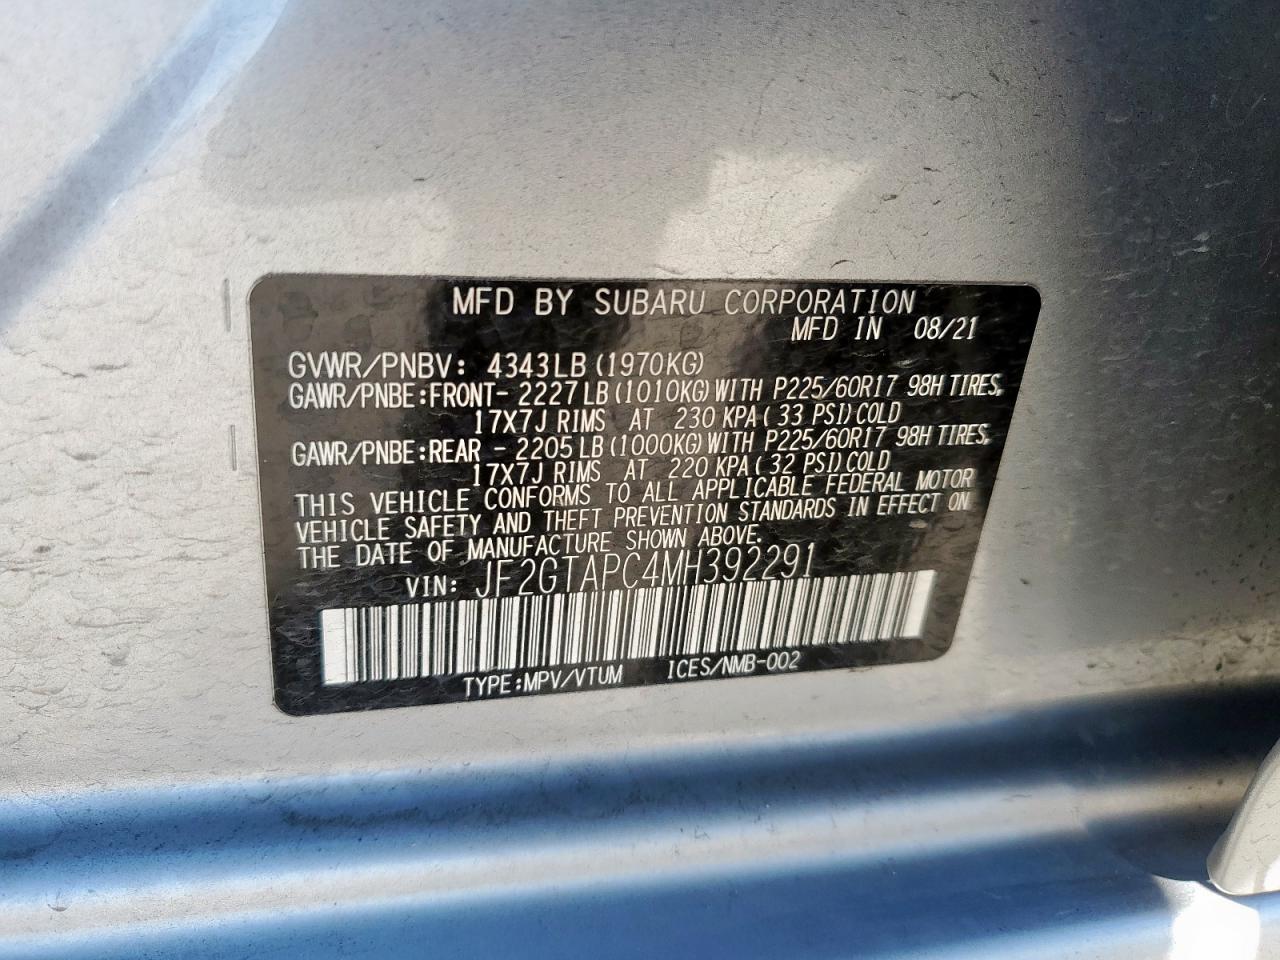 MFD BY SUBARU CORPORATION
MFD IN 08/21
GVWR/PNBV: 4343LB (1970KG)
GAWR/PNBE:FRONT- 2227LB (1010KG) WITH P225/60R17 98H TIRES,
17X7J RIMS AT 230 KPA( 33 PSI) COLD
GAWR/PNBE:REAR - 2205LB (1000KG) WITH P225/60R17 98H TIRES,
17X7J RIMS AT 220 KPA( 32 PSI) COLD
THIS VEHICLE CONFORMS TO ALL APPLICABLE FEDERAL MOTOR
VEHICLE SAFETY AND THEFT PREVENTION STANDARDS IN EFFECT ON
THE DATE OF MANUFACTURE SHOWN ABOVE.
VIN: JF2GTAPC4MH392291
TYPE:MPV/VTUM ICES/NMB-002